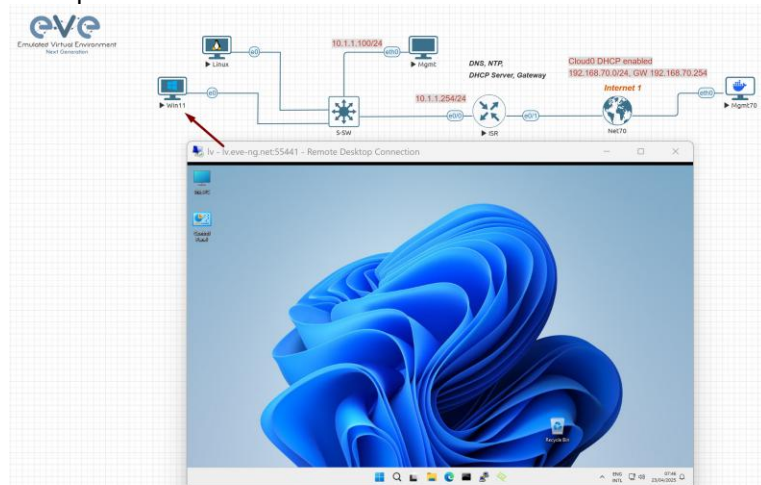 eve
Emulated Virtual Environment
Next Generation
Linux
e0
10.1.1.100/24
eth0
Mgmt
DNS, NTP,
DHCP Server, Gateway
Cloud0 DHCP enabled
192.168.70.0/24, GW 192.168.70.254
Internet 1
Win11
e0
S-SW
10.1.1.254/24
e0/0
ISR
e0/1
Net70
eth0
Mgmt70
lv - lv.eve-ng.net:55441 - Remote Desktop Connection
Control
Panel
Recycle Bin
ENG
INTL
07:46
23/04/2025